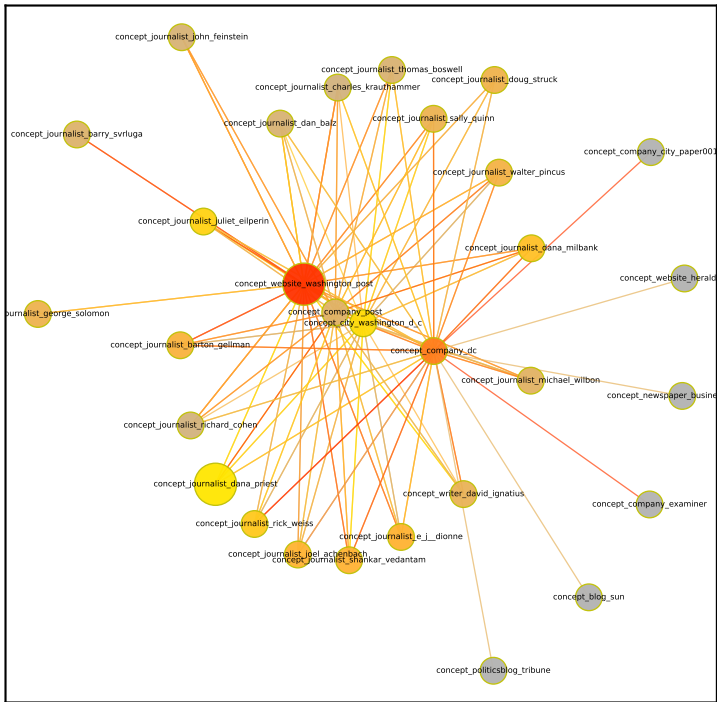 concept_journalist_john_feinstein
concept_journalist_thomas_boswell
concept_journalist_doug_struck
concept_journalist_charles_krauthammer
concept_journalist_dan_balz
concept_journalist_sally_quinn
concept_journalist_barry_svrluga
concept_company_city_paper001
concept_journalist_walter_pincus
concept_journalist_juliet_eilperin
concept_journalist_dana_milbank
concept_website_herald
concept_website_washington_post
concept_company_post
ournalist_george_solomon
concept_city_washington_d_c
concept_journalist_barton_gellman
concept_company_dc
concept_journalist_michael_wilbon
concept_newspaper_busine
concept_journalist_richard_cohen
concept_journalist_dana_priest
concept_writer_david_ignatius
concept_company_examiner
concept_journalist_rick_weiss
concept_journalist_e_j__dionne
concept_journalist_joel_achenbach
concept_journalist_shankar_vedantam
concept_blog_sun
concept_politicsblog_tribune